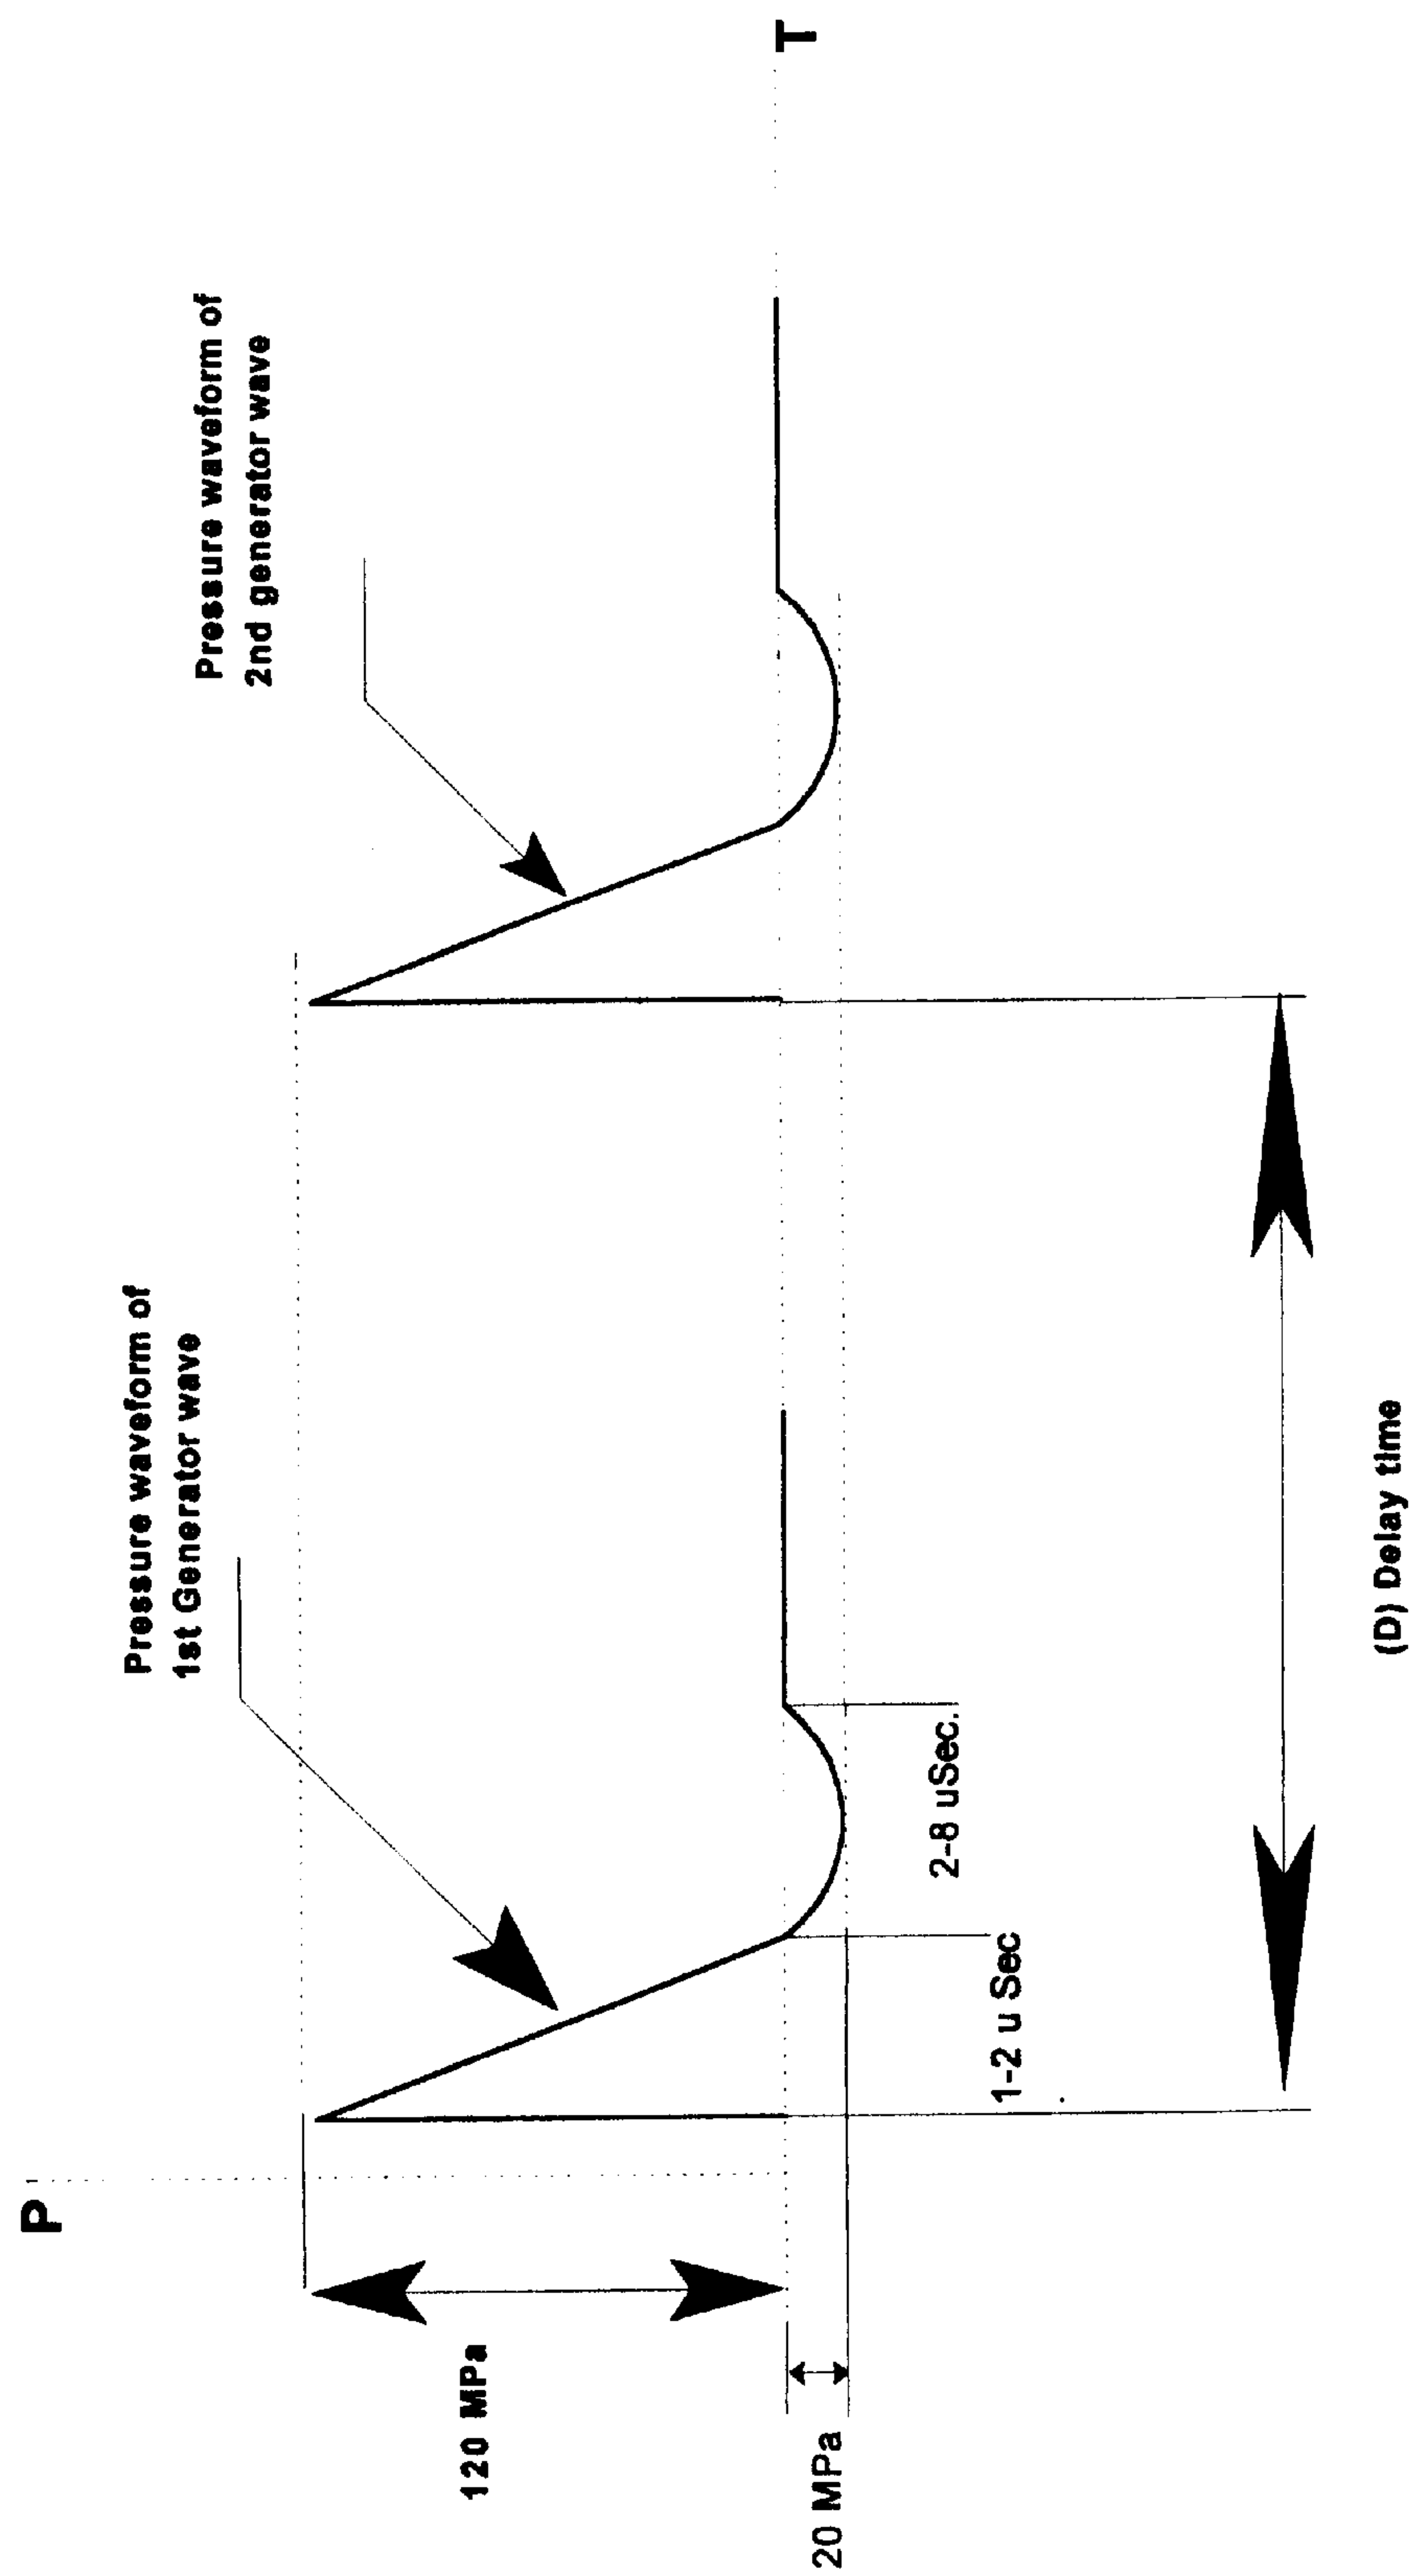 P
Pressure waveform of
1st Generator wave
Pressure waveform of
2nd generator wave
120 MPa
20 MPa
T
2-8 uSec.
1-2 u Sec
(D) Delay time